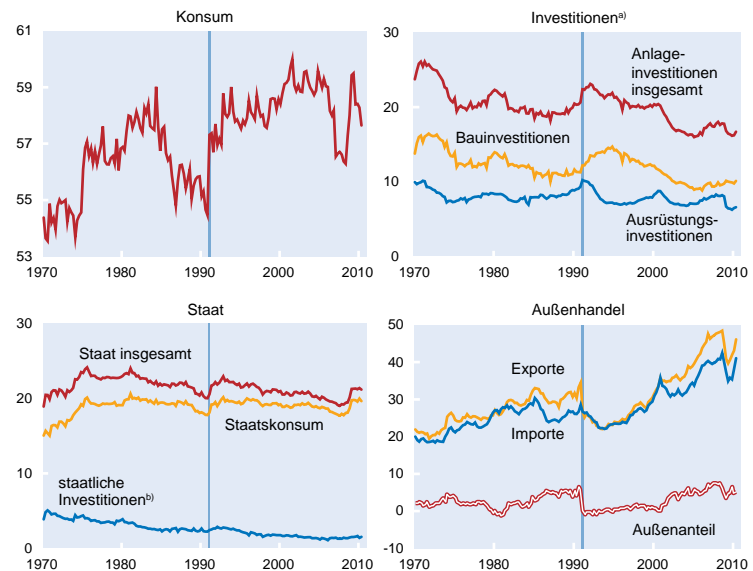 Konsum
61
59
57
55
53
1970 1980 1990 2000 2010
Investitionenᵃ⁾
30
20
10
0
Anlage-
investitionen
insgesamt
Bauinvestitionen
Ausrüstungs-
investitionen
1970 1980 1990 2000 2010
Staat
30
20
10
0
Staat insgesamt
Staatskonsum
staatliche
Investitionenᵇ⁾
1970 1980 1990 2000 2010
Außenhandel
50
40
30
20
10
0
-10
Exporte
Importe
Außenanteil
1970 1980 1990 2000 2010